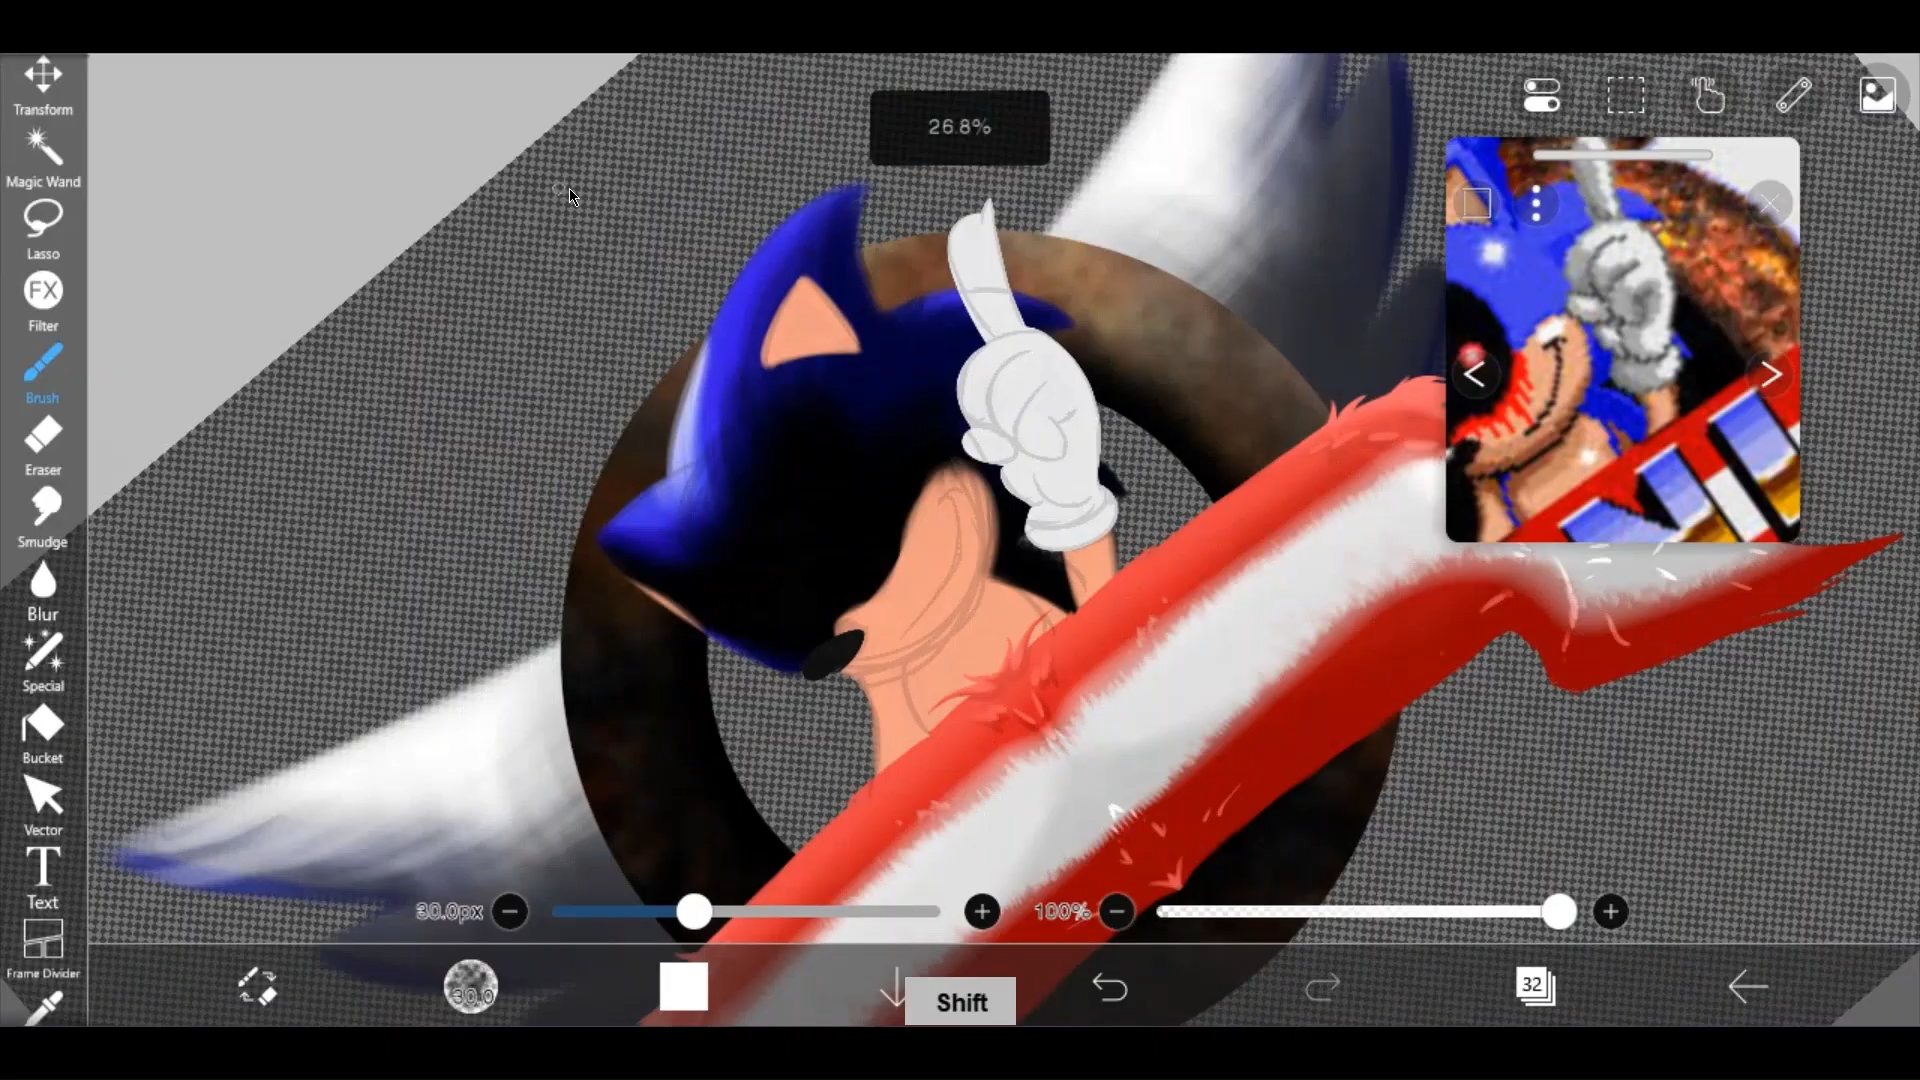 Transform
Magic Wand
Lasso
FX
Filter
Brush
Eraser
Smudge
Blur
Special
Bucket
Vector
T
Text
Frame Divider
26.8%
30.0px
100%
30.0
Shift
32